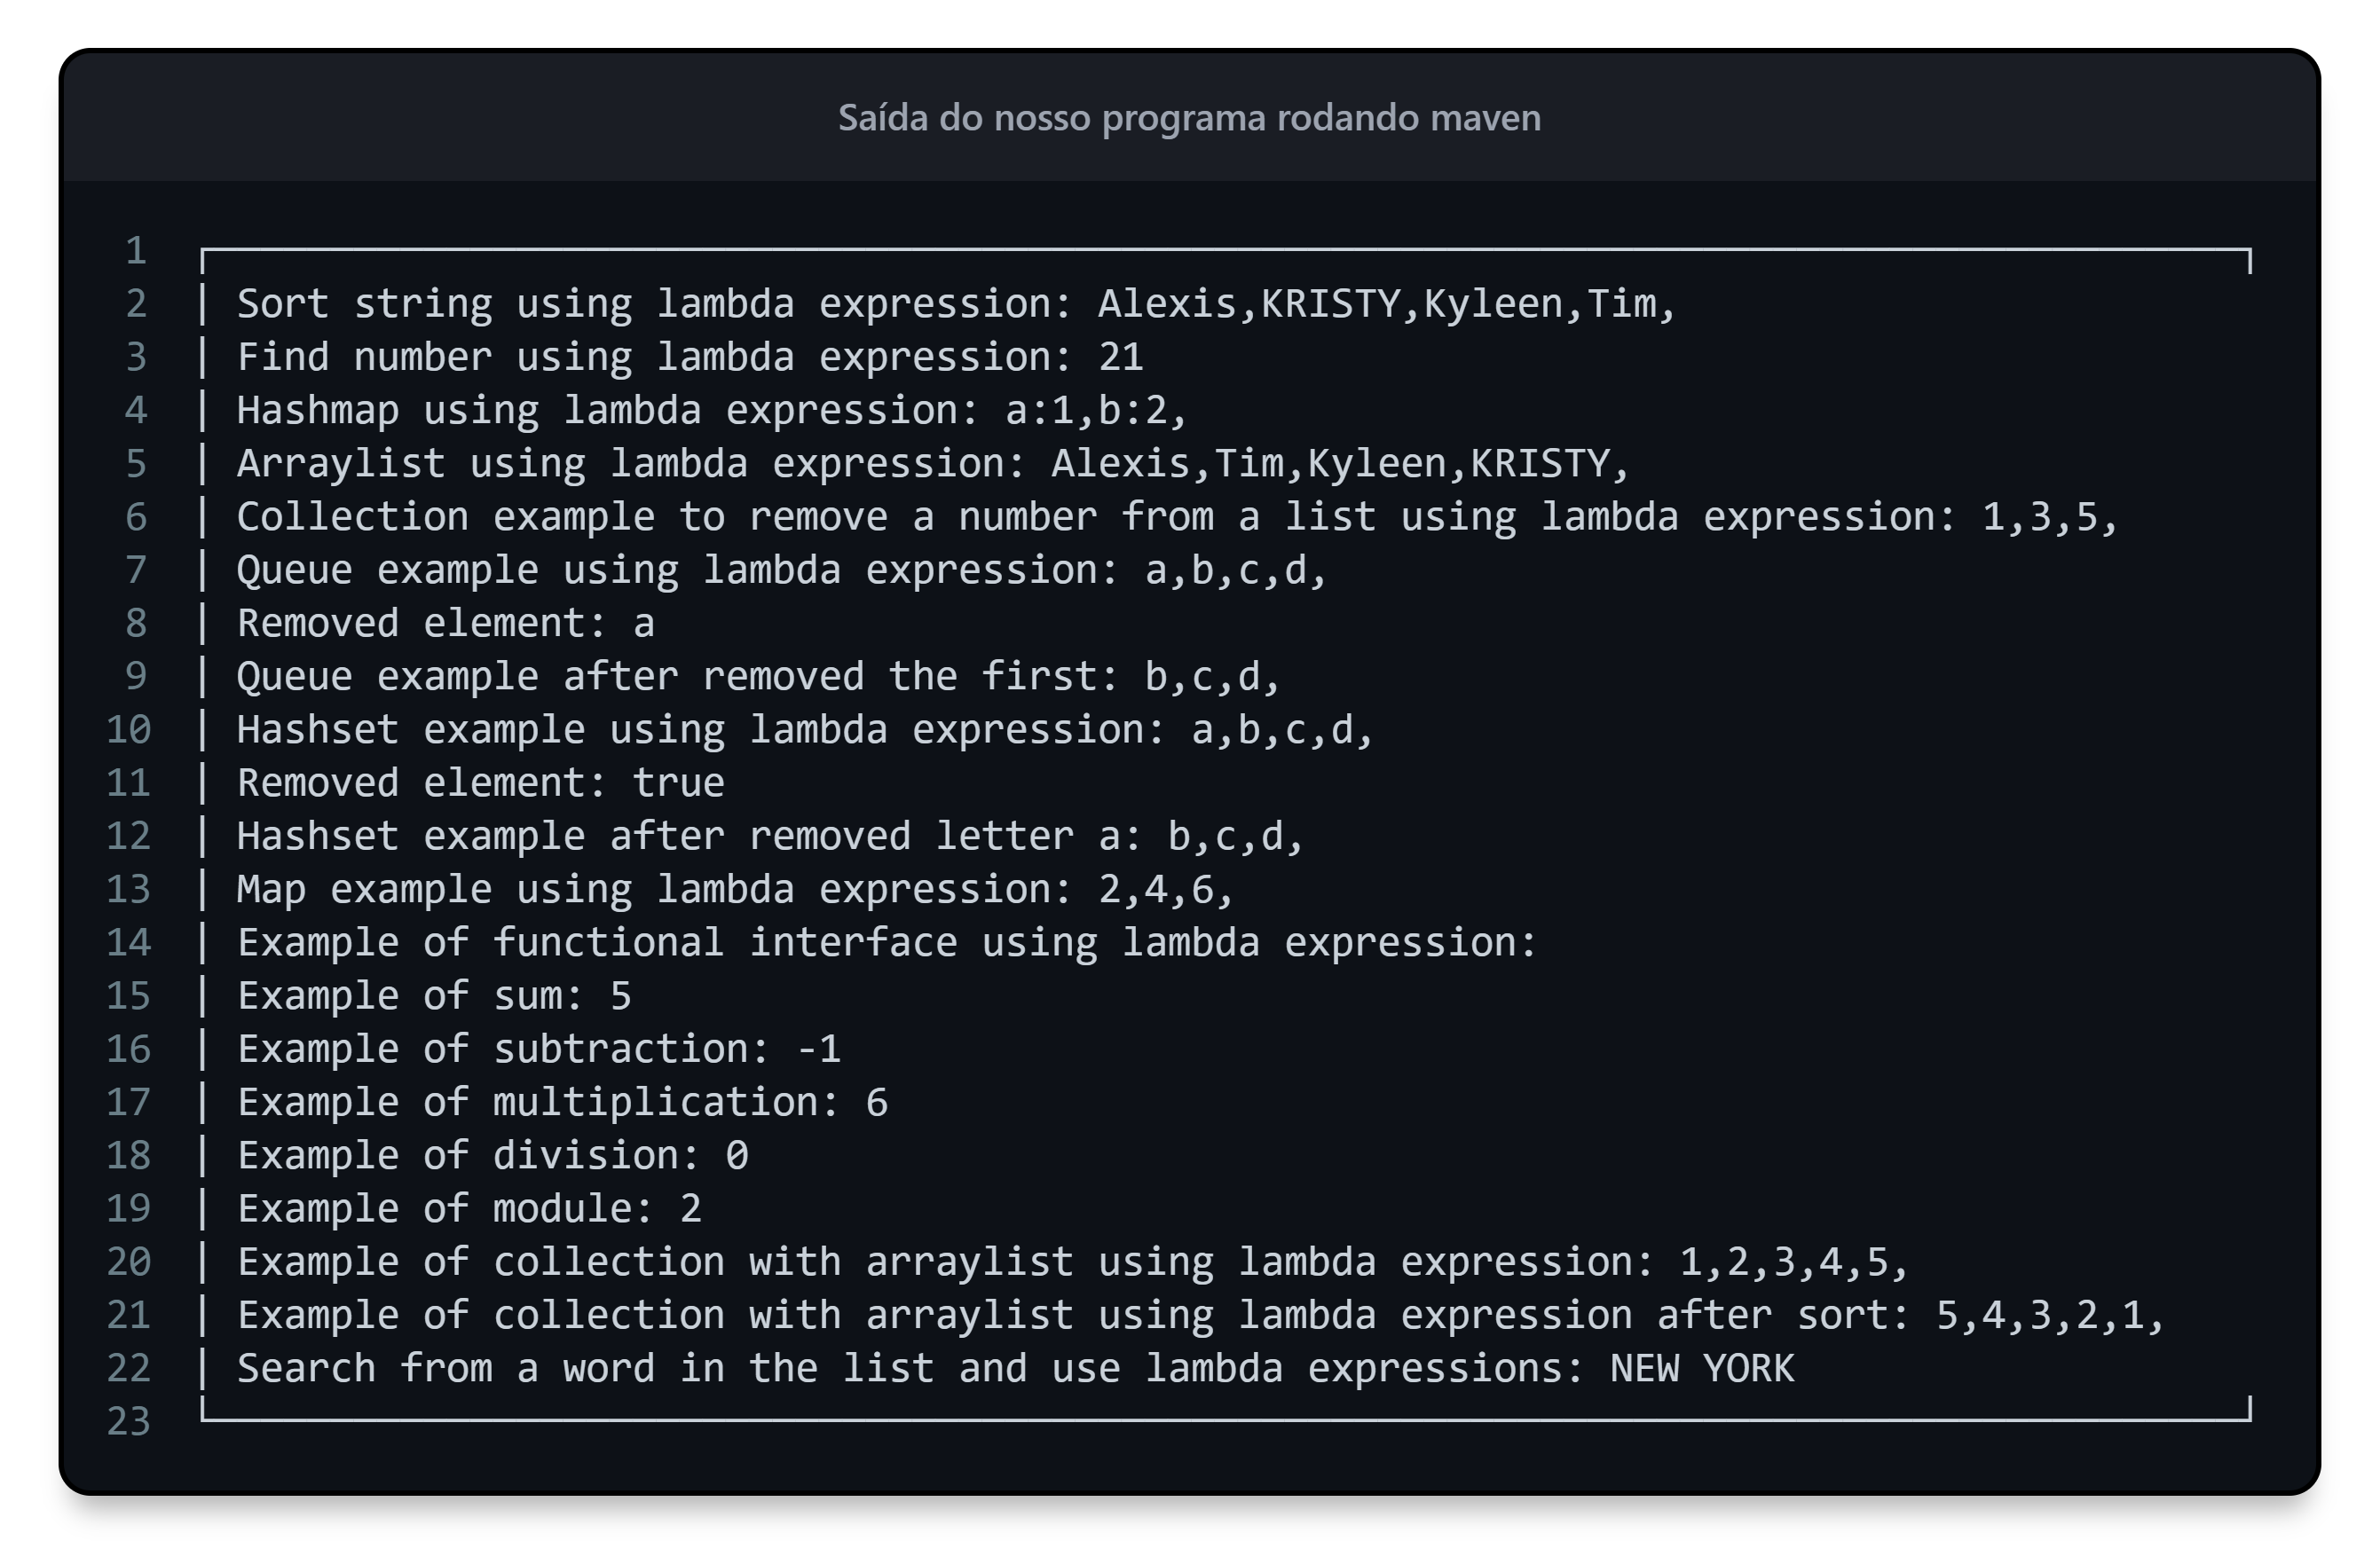 Saída do nosso programa rodando maven
1 ┌────────────────────────────────────────────────────────────────────────────────────────┐
2 | Sort string using lambda expression: Alexis,KRISTY,Kyleen,Tim,
3 | Find number using lambda expression: 21
4 | Hashmap using lambda expression: a:1,b:2,
5 | Arraylist using lambda expression: Alexis,Tim,Kyleen,KRISTY,
6 | Collection example to remove a number from a list using lambda expression: 1,3,5,
7 | Queue example using lambda expression: a,b,c,d,
8 | Removed element: a
9 | Queue example after removed the first: b,c,d,
10 | Hashset example using lambda expression: a,b,c,d,
11 | Removed element: true
12 | Hashset example after removed letter a: b,c,d,
13 | Map example using lambda expression: 2,4,6,
14 | Example of functional interface using lambda expression:
15 | Example of sum: 5
16 | Example of subtraction: -1
17 | Example of multiplication: 6
18 | Example of division: 0
19 | Example of module: 2
20 | Example of collection with arraylist using lambda expression: 1,2,3,4,5,
21 | Example of collection with arraylist using lambda expression after sort: 5,4,3,2,1,
22 | Search from a word in the list and use lambda expressions: NEW YORK
23 └────────────────────────────────────────────────────────────────────────────────────────┘